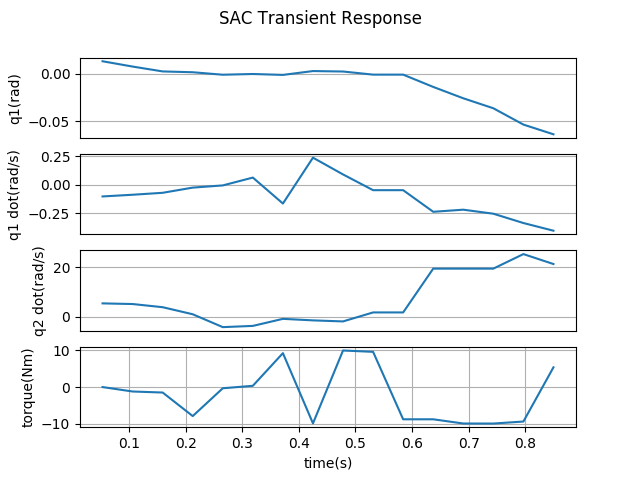 SAC Transient Response
q1(rad)
0.00
−0.05
q1 dot(rad/s)
0.25
0.00
−0.25
q2 dot(rad/s)
20
0
torque(Nm)
10
0
−10
0.1 0.2 0.3 0.4 0.5 0.6 0.7 0.8
time(s)